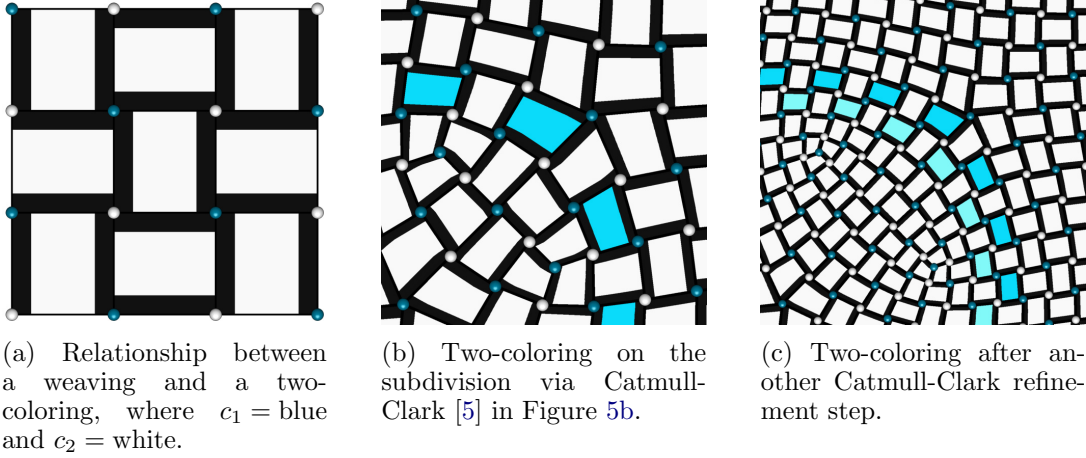 (a) Relationship between
a weaving and a two-
coloring, where c₁ = blue
and c₂ = white.
(b) Two-coloring on the
subdivision via Catmull-
Clark [5] in Figure 5b.
(c) Two-coloring after an-
other Catmull-Clark refine-
ment step.